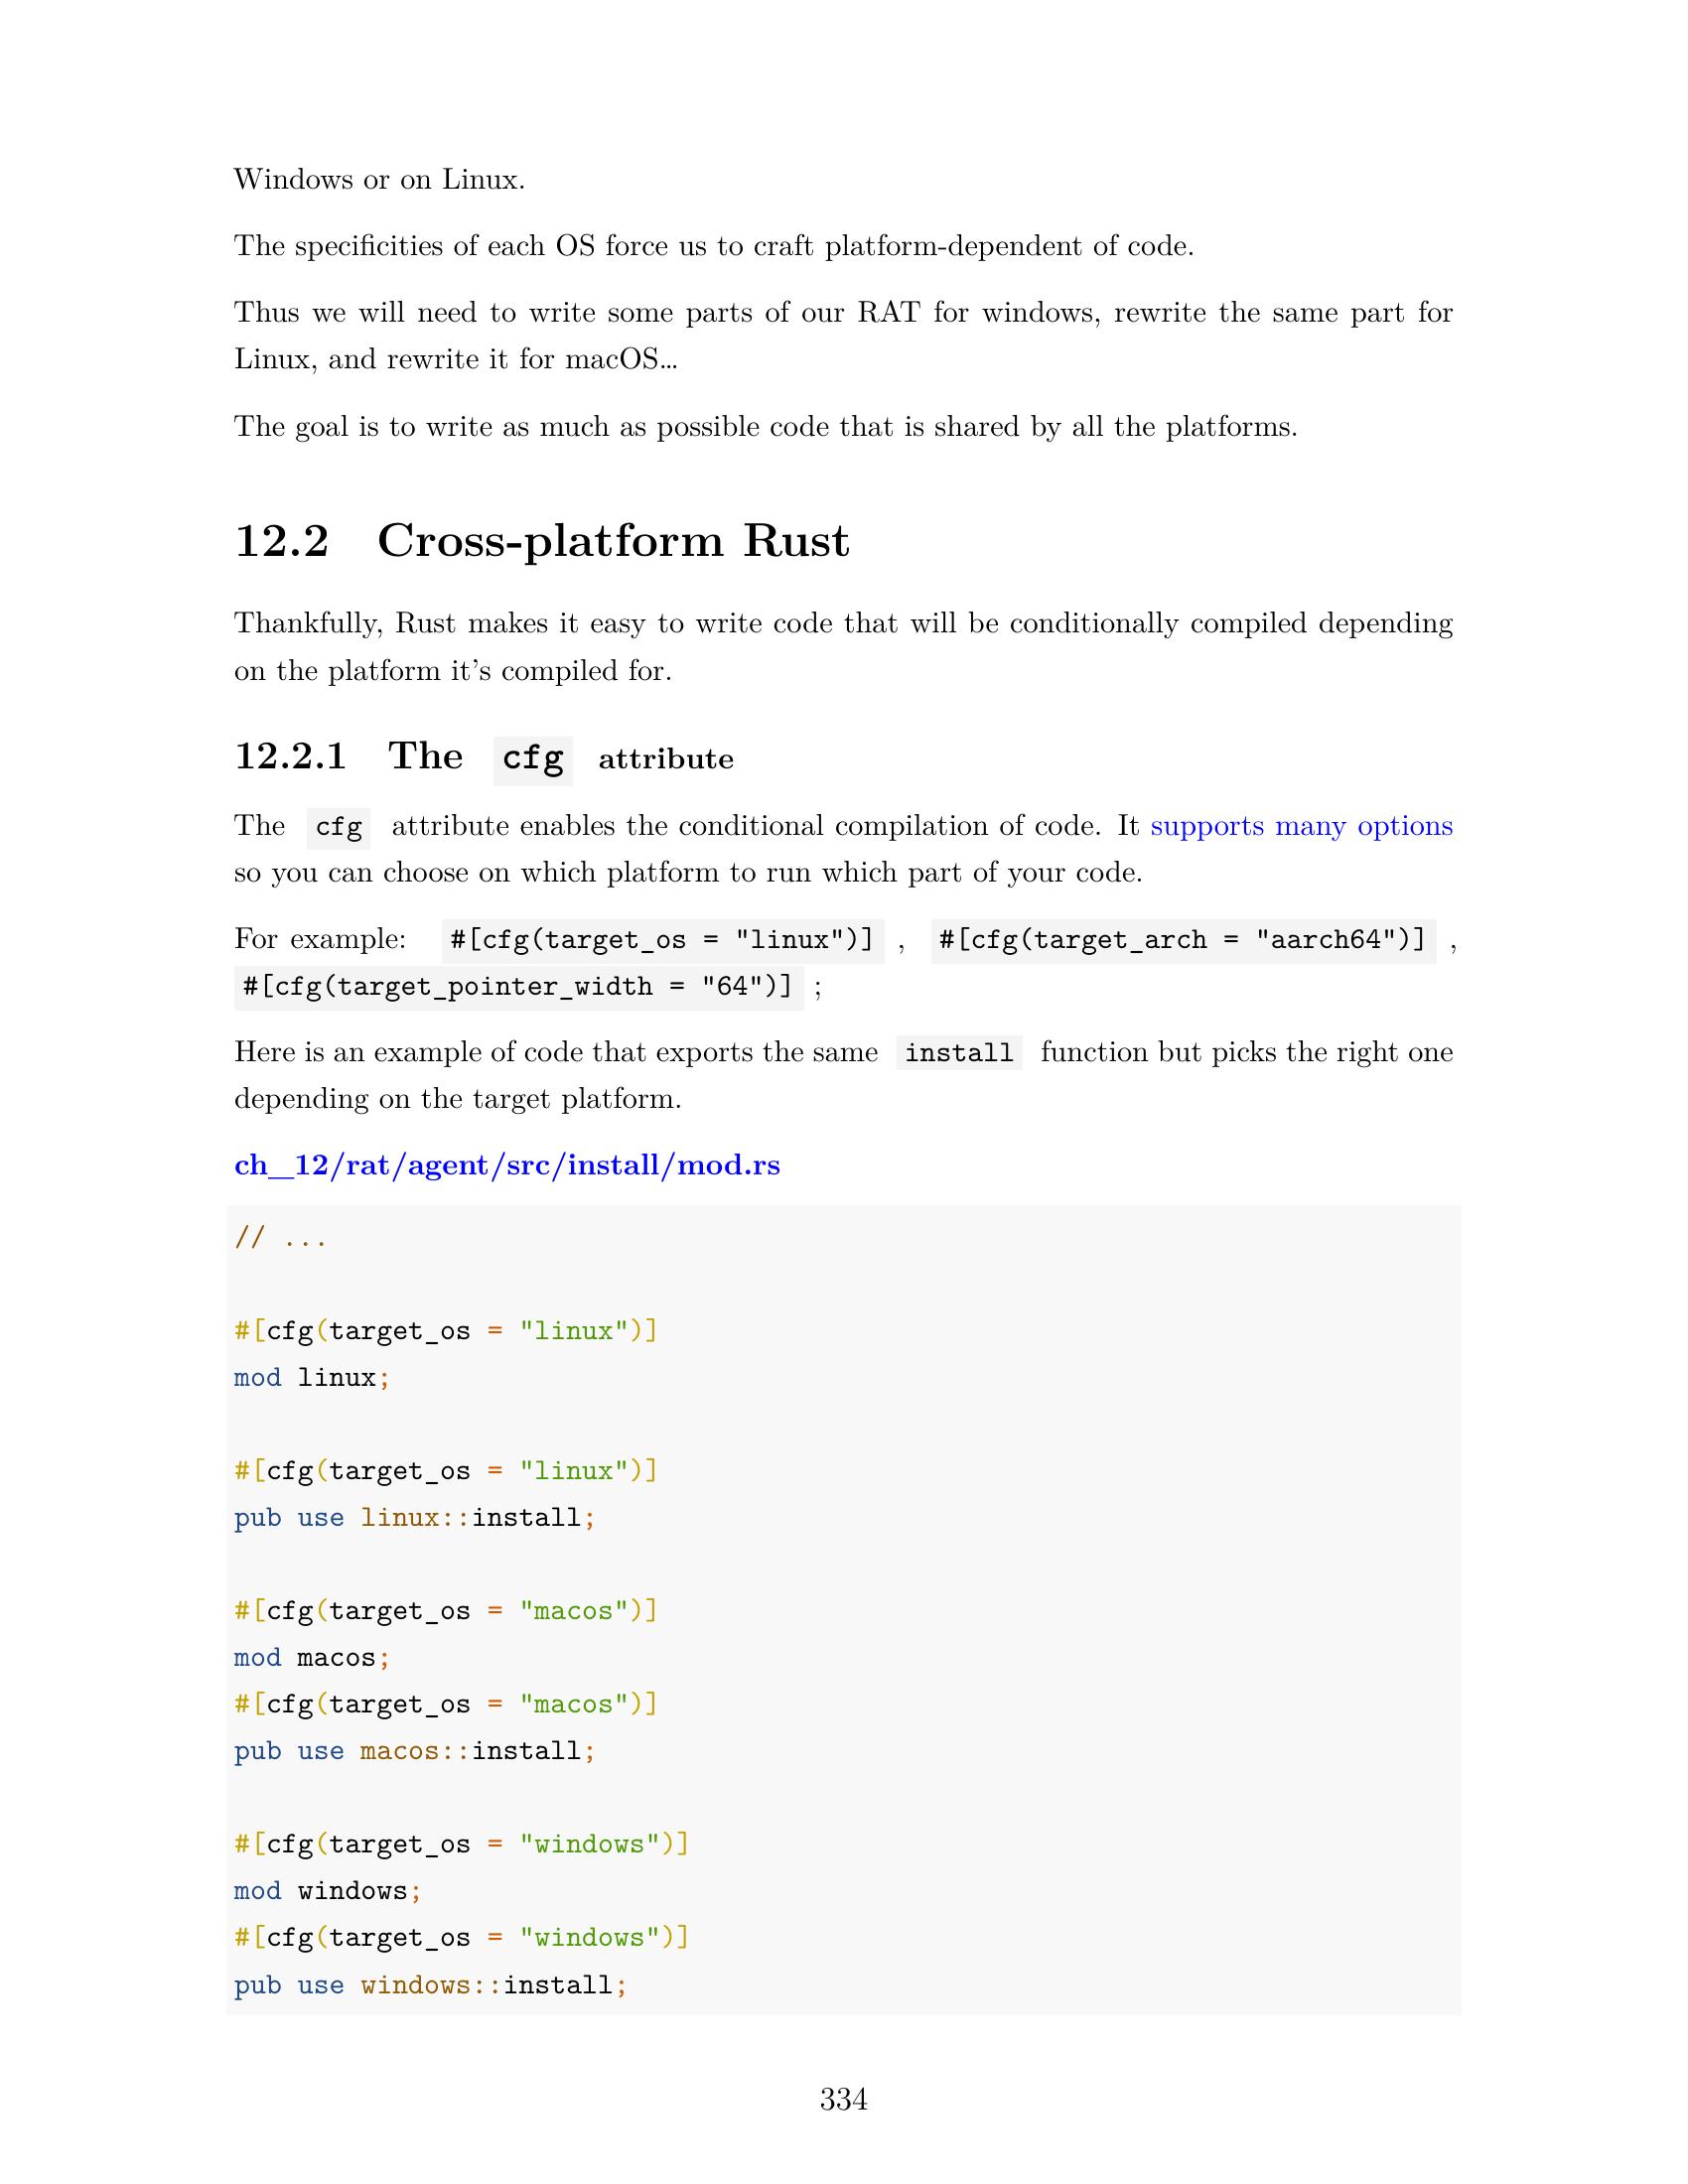 Windows or on Linux.
The specificities of each OS force us to craft platform-dependent of code.
Thus we will need to write some parts of our RAT for windows, rewrite the same part for
Linux, and rewrite it for macOS…
The goal is to write as much as possible code that is shared by all the platforms.
12.2 Cross-platform Rust
Thankfully, Rust makes it easy to write code that will be conditionally compiled depending
on the platform it's compiled for.
12.2.1 The cfg attribute
The cfg attribute enables the conditional compilation of code. It supports many options
so you can choose on which platform to run which part of your code.
For example: #[cfg(target_os = "linux")] , #[cfg(target_arch = "aarch64")] ,
#[cfg(target_pointer_width = "64")] ;
Here is an example of code that exports the same install function but picks the right one
depending on the target platform.
ch_12/rat/agent/src/install/mod.rs
// ...
#[cfg(target_os = "linux")]
mod linux;
#[cfg(target_os = "linux")]
pub use linux::install;
#[cfg(target_os = "macos")]
mod macos;
#[cfg(target_os = "macos")]
pub use macos::install;
#[cfg(target_os = "windows")]
mod windows;
#[cfg(target_os = "windows")]
pub use windows::install;
334